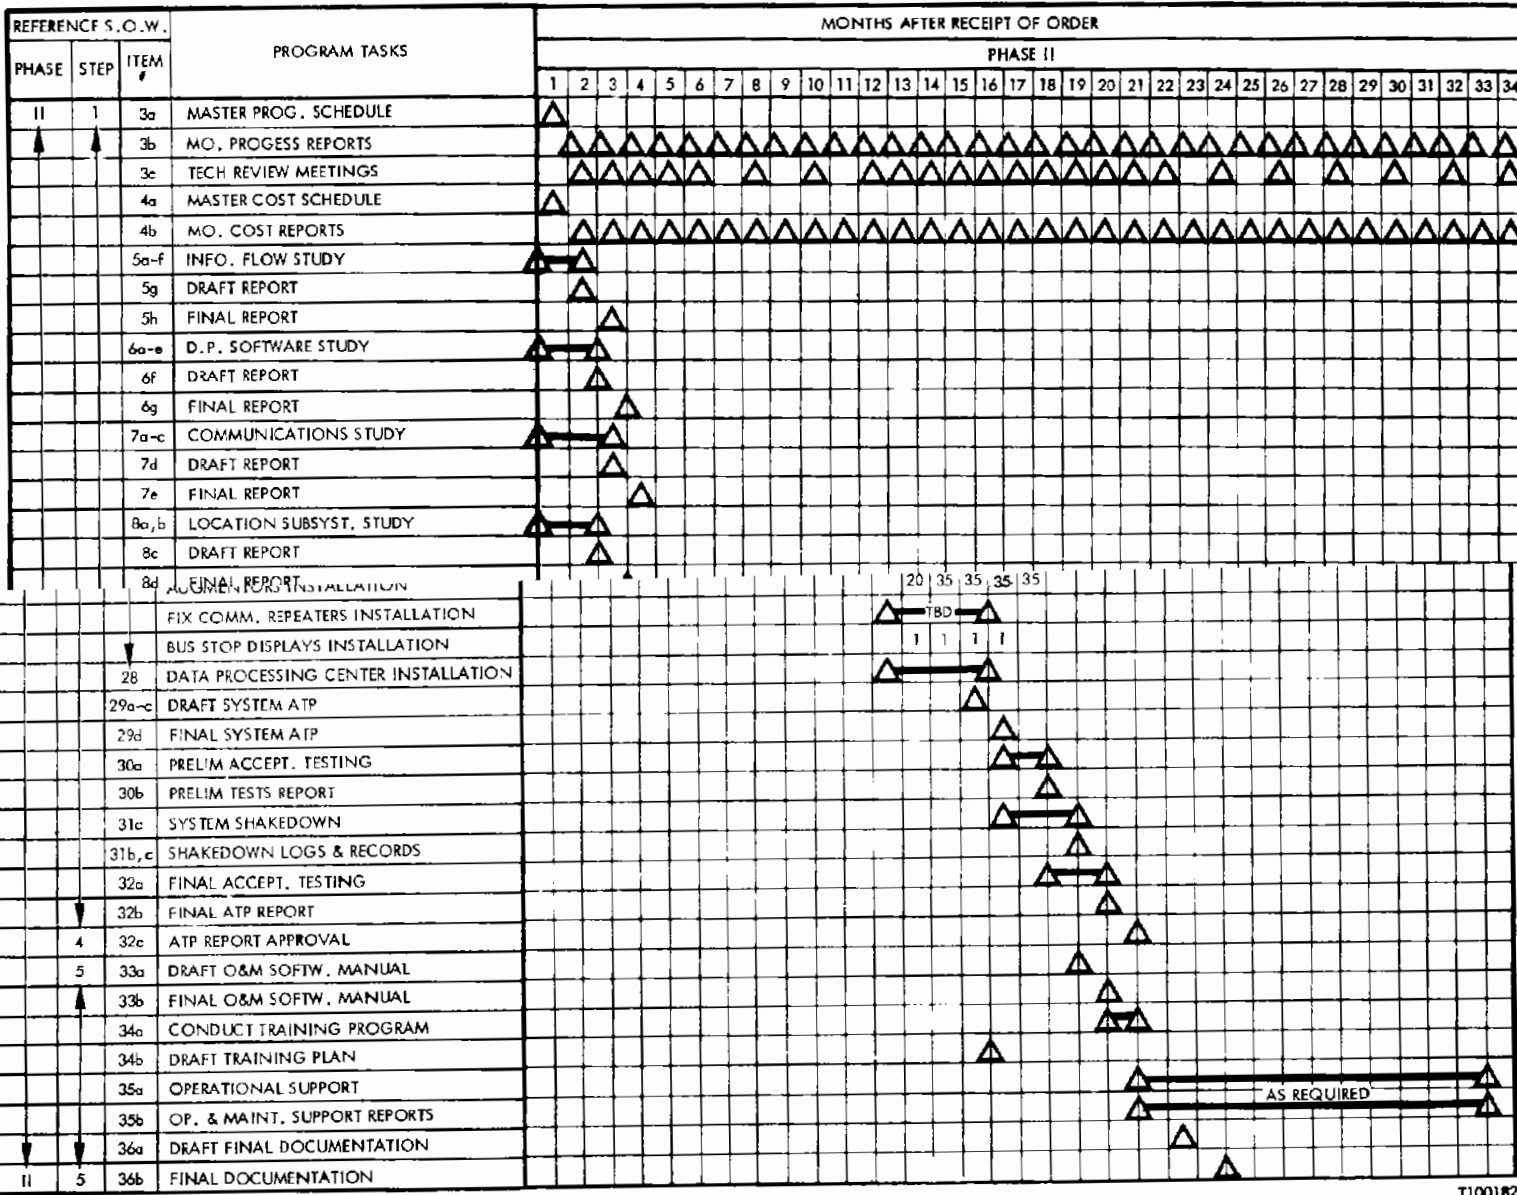 REFERENCE S.O.W.
PROGRAM TASKS
MONTHS AFTER RECEIPT OF ORDER
PHASE II
PHASE STEP ITEM #
1 2 3 4 5 6 7 8 9 10 11 12 13 14 15 16 17 18 19 20 21 22 23 24 25 26 27 28 29 30 31 32 33 34
II 1 3a MASTER PROG. SCHEDULE
3b MO. PROGESS REPORTS
3c TECH REVIEW MEETINGS
4a MASTER COST SCHEDULE
4b MO. COST REPORTS
5a-f INFO. FLOW STUDY
5g DRAFT REPORT
5h FINAL REPORT
6a-e D.P. SOFTWARE STUDY
6f DRAFT REPORT
6g FINAL REPORT
7a-c COMMUNICATIONS STUDY
7d DRAFT REPORT
7e FINAL REPORT
8a,b LOCATION SUBSYST. STUDY
8c DRAFT REPORT
8d FINAL REPORT
AUGMENTORS INSTALLATION 20 35 35 35 35
FIX COMM. REPEATERS INSTALLATION TBD
BUS STOP DISPLAYS INSTALLATION 1 1 1 1
28 DATA PROCESSING CENTER INSTALLATION
29a-c DRAFT SYSTEM ATP
29d FINAL SYSTEM ATP
30a PRELIM ACCEPT. TESTING
30b PRELIM TESTS REPORT
31c SYSTEM SHAKEDOWN
31b,c SHAKEDOWN LOGS & RECORDS
32a FINAL ACCEPT. TESTING
32b FINAL ATP REPORT
4 32c ATP REPORT APPROVAL
5 33a DRAFT O&M SOFTW. MANUAL
33b FINAL O&M SOFTW. MANUAL
34a CONDUCT TRAINING PROGRAM
34b DRAFT TRAINING PLAN
35a OPERATIONAL SUPPORT
AS REQUIRED
35b OP. & MAINT. SUPPORT REPORTS
36a DRAFT FINAL DOCUMENTATION
II 5 36b FINAL DOCUMENTATION
T100182